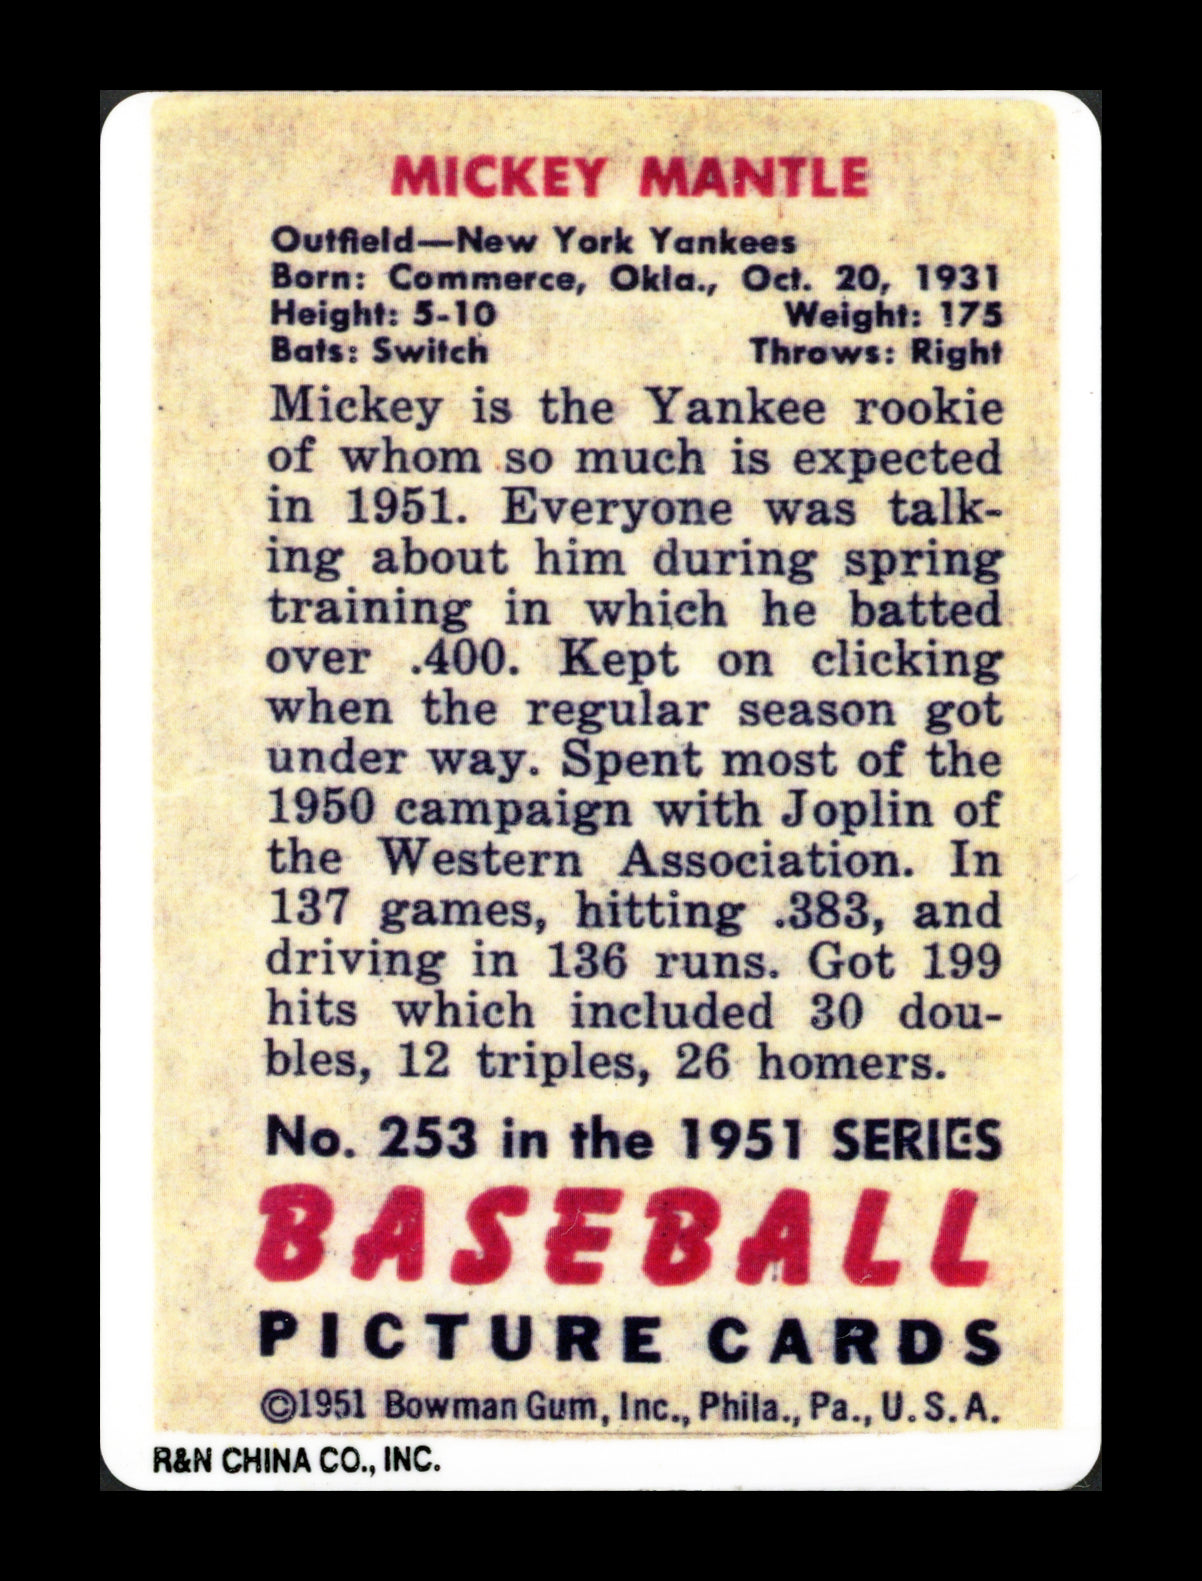 MICKEY MANTLE
Outfield—New York Yankees
Born: Commerce, Okla., Oct. 20, 1931
Height: 5-10 Weight: 175
Bats: Switch Throws: Right
Mickey is the Yankee rookie
of whom so much is expected
in 1951. Everyone was talk-
ing about him during spring
training in which he batted
over .400. Kept on clicking
when the regular season got
under way. Spent most of the
1950 campaign with Joplin of
the Western Association. In
137 games, hitting .383, and
driving in 136 runs. Got 199
hits which included 30 dou-
bles, 12 triples, 26 homers.
No. 253 in the 1951 SERIES
BASEBALL
PICTURE CARDS
©1951 Bowman Gum, Inc., Phila., Pa., U.S.A.
R&N CHINA CO., INC.